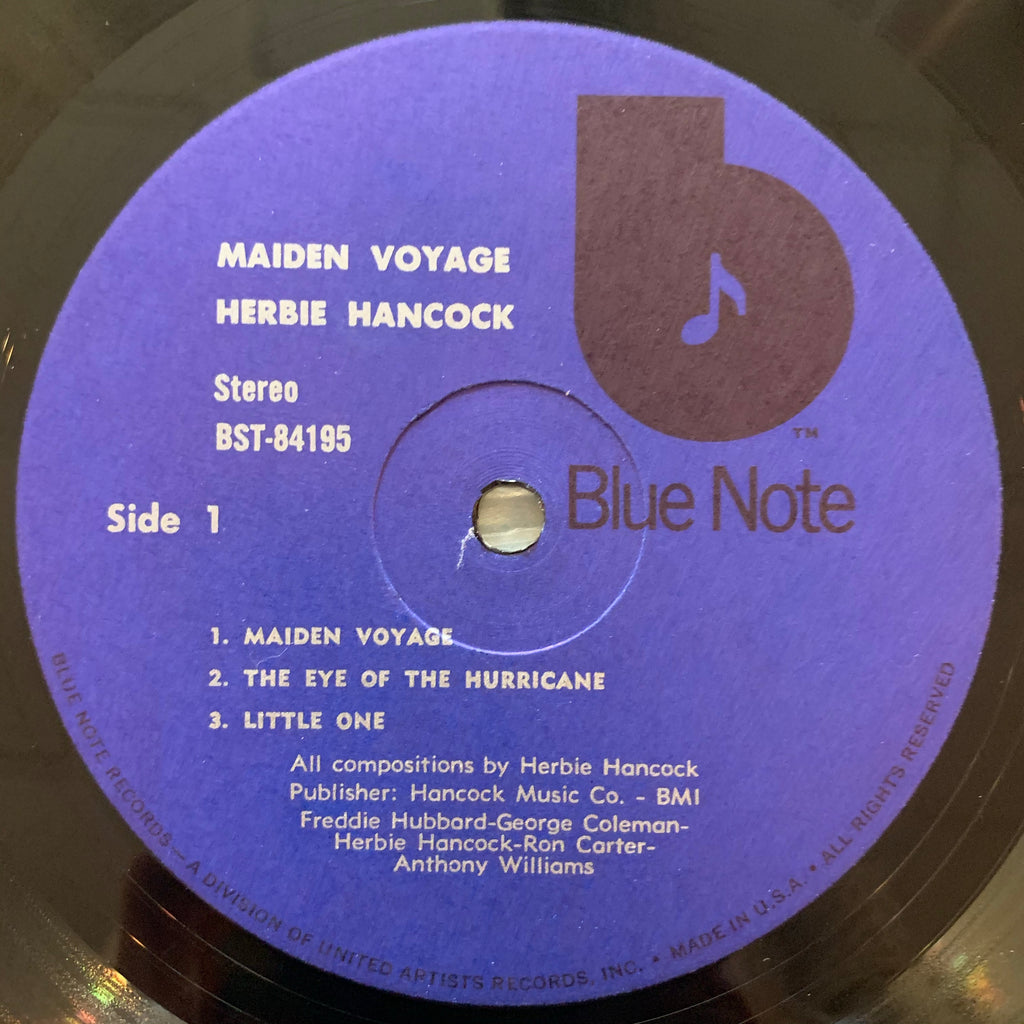 MAIDEN VOYAGE
HERBIE HANCOCK
Stereo
BST-84195
TM
Blue Note
Side 1
1. MAIDEN VOYAGE
2. THE EYE OF THE HURRICANE
3. LITTLE ONE
All compositions by Herbie Hancock
Publisher: Hancock Music Co. - BMI
Freddie Hubbard-George Coleman-
Herbie Hancock-Ron Carter-
Anthony Williams
BLUE NOTE RECORDS—A DIVISION OF UNITED ARTISTS RECORDS, INC. • MADE IN U.S.A. • ALL RIGHTS RESERVED